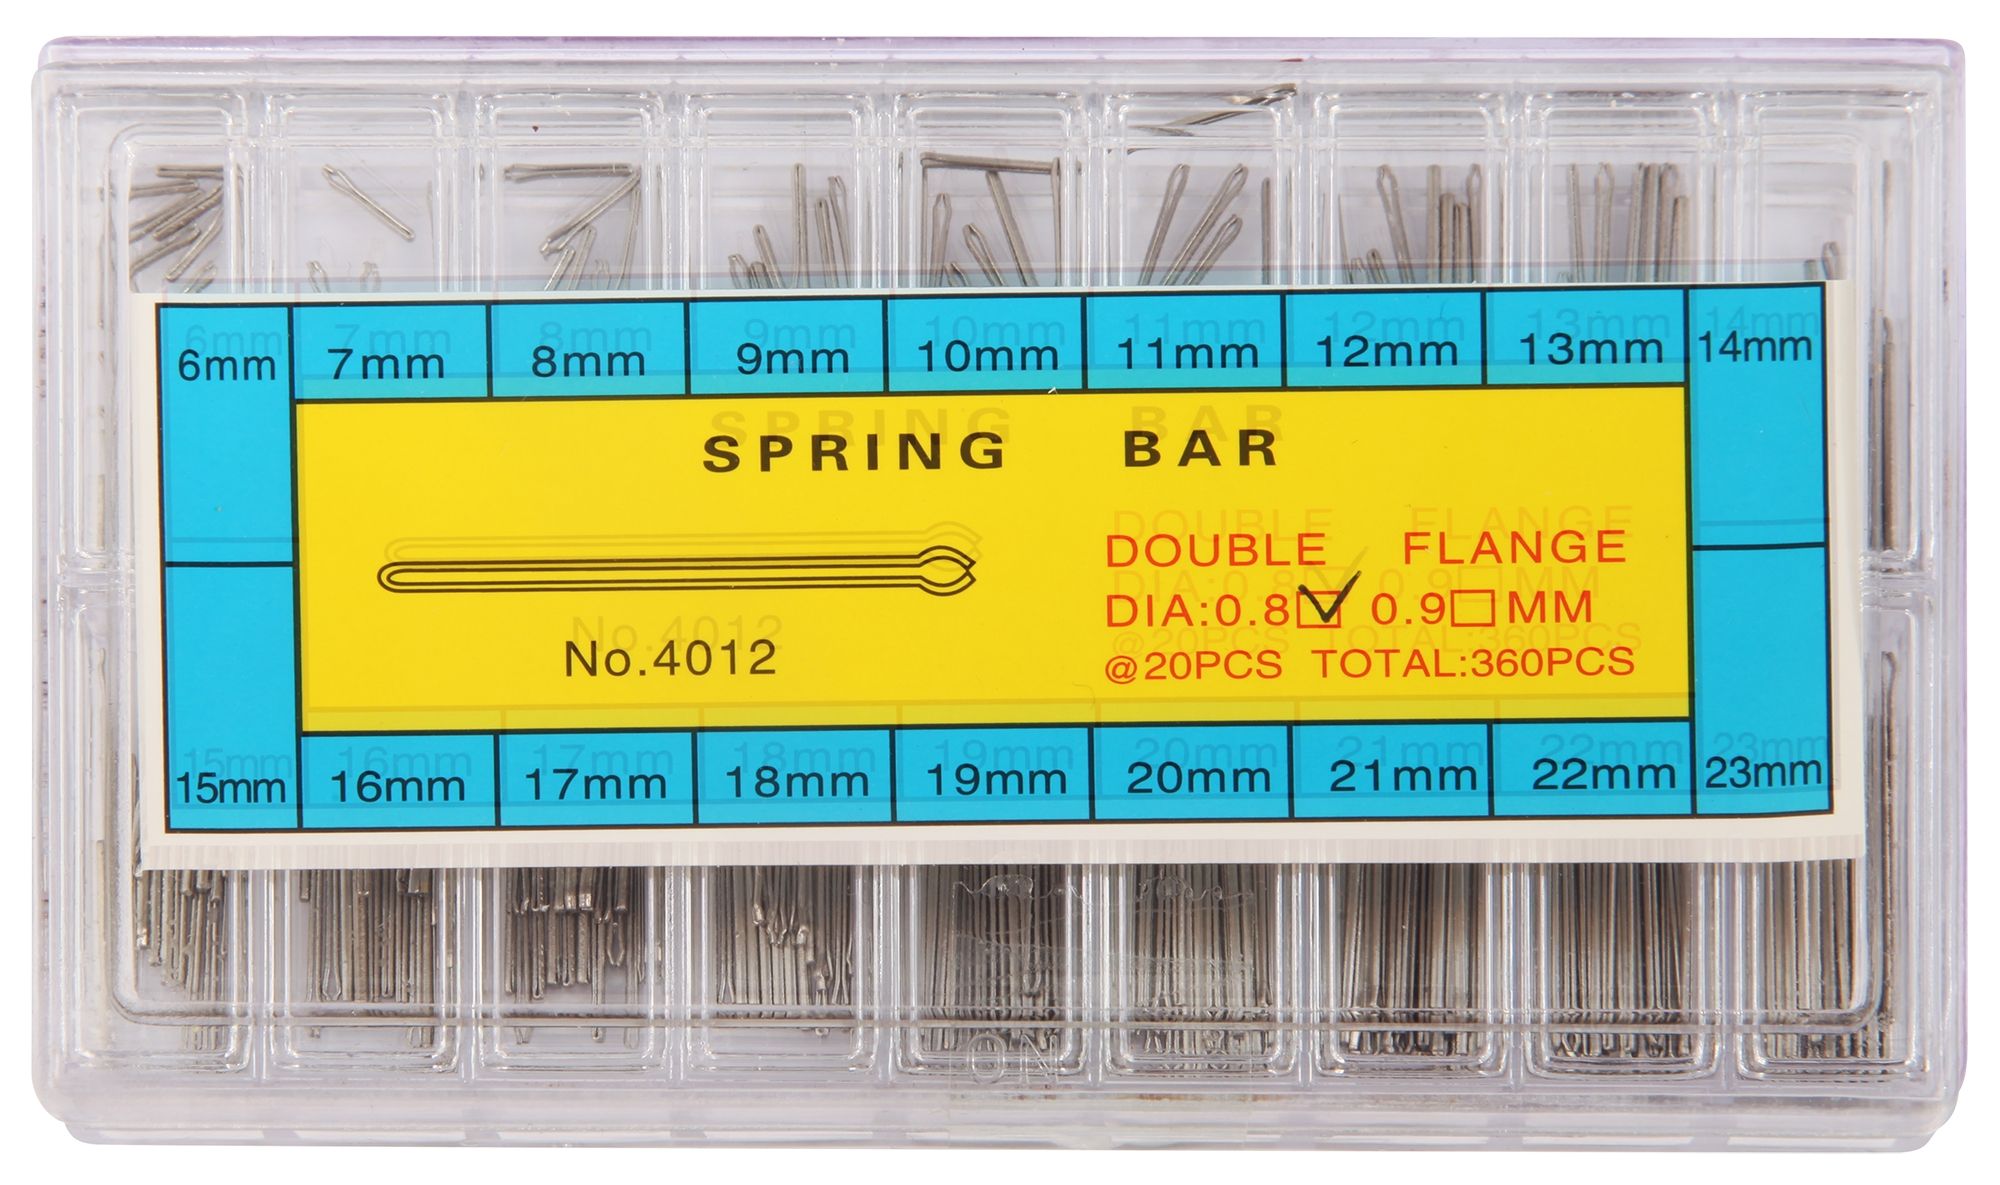 6mm 7mm 8mm 9mm 10mm 11mm 12mm 13mm 14mm
SPRING BAR
DOUBLE FLANGE
DIA:0.8☑ 0.9☐MM
No.4012
@20PCS TOTAL:360PCS
15mm 16mm 17mm 18mm 19mm 20mm 21mm 22mm 23mm
NO